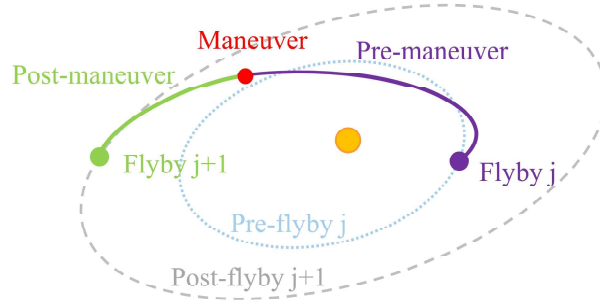 Maneuver
Pre-maneuver
Post-maneuver
Flyby j+1
Flyby j
Pre-flyby j
Post-flyby j+1